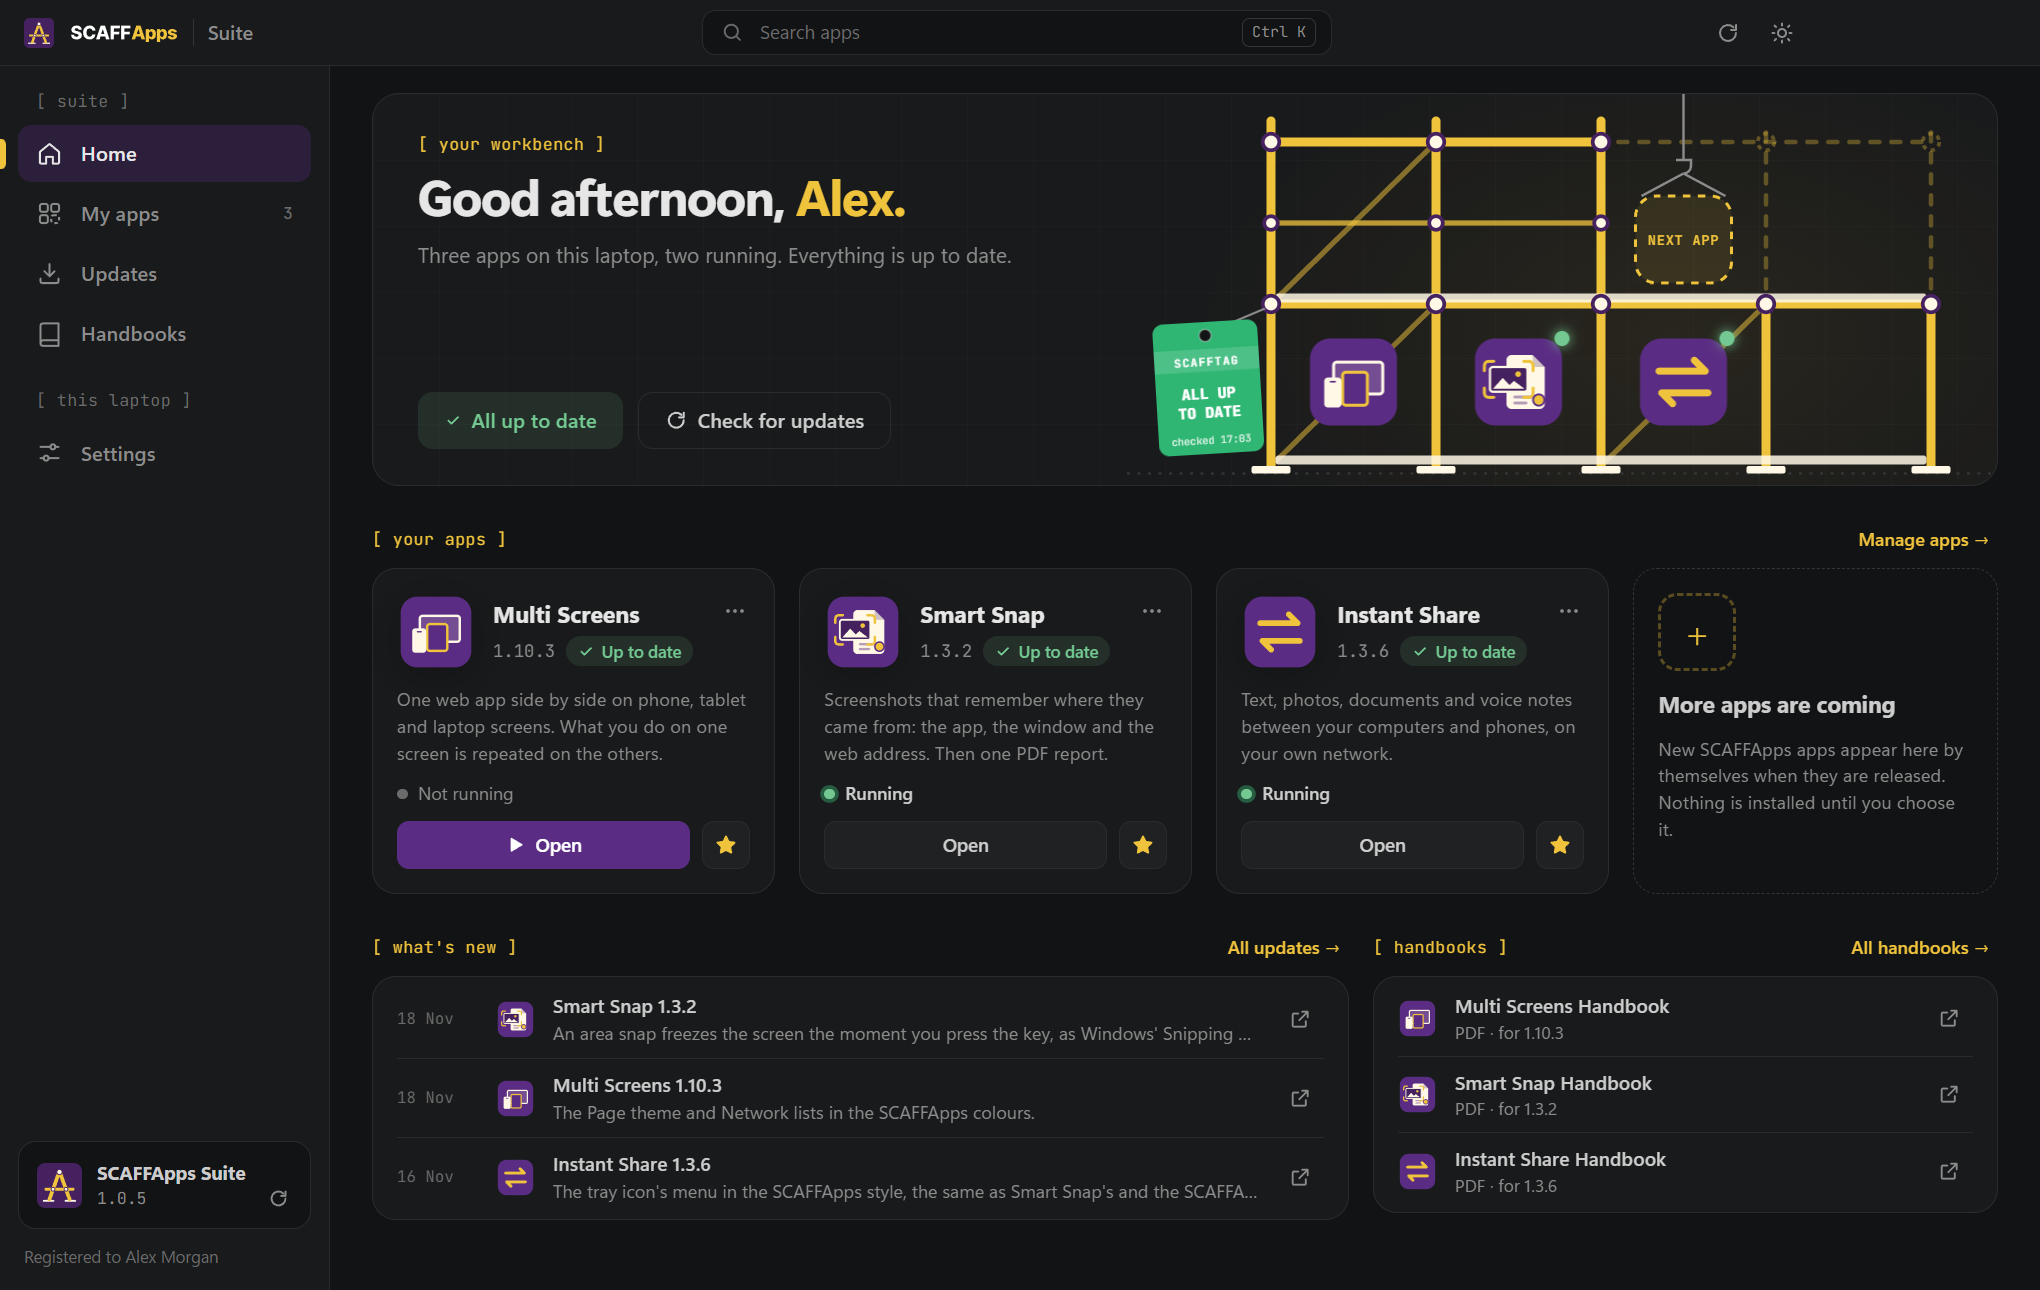 SCAFFApps Suite
Search apps
Ctrl K
[ suite ]
Home
My apps 3
Updates
Handbooks
[ this laptop ]
Settings
SCAFFApps Suite
1.0.5
Registered to Alex Morgan
[ your workbench ]
Good afternoon, Alex.
Three apps on this laptop, two running. Everything is up to date.
All up to date
Check for updates
NEXT APP
SCAFFTAG
ALL UP
TO DATE
checked 17:03
[ your apps ]
Manage apps →
Multi Screens
1.10.3 Up to date
One web app side by side on phone, tablet
and laptop screens. What you do on one
screen is repeated on the others.
Not running
Open
Smart Snap
1.3.2 Up to date
Screenshots that remember where they
came from: the app, the window and the
web address. Then one PDF report.
Running
Open
Instant Share
1.3.6 Up to date
Text, photos, documents and voice notes
between your computers and phones, on
your own network.
Running
Open
More apps are coming
New SCAFFApps apps appear here by
themselves when they are released.
Nothing is installed until you choose
it.
[ what's new ]
All updates →
18 Nov
Smart Snap 1.3.2
An area snap freezes the screen the moment you press the key, as Windows' Snipping ...
18 Nov
Multi Screens 1.10.3
The Page theme and Network lists in the SCAFFApps colours.
16 Nov
Instant Share 1.3.6
The tray icon's menu in the SCAFFApps style, the same as Smart Snap's and the SCAFFA...
[ handbooks ]
All handbooks →
Multi Screens Handbook
PDF · for 1.10.3
Smart Snap Handbook
PDF · for 1.3.2
Instant Share Handbook
PDF · for 1.3.6